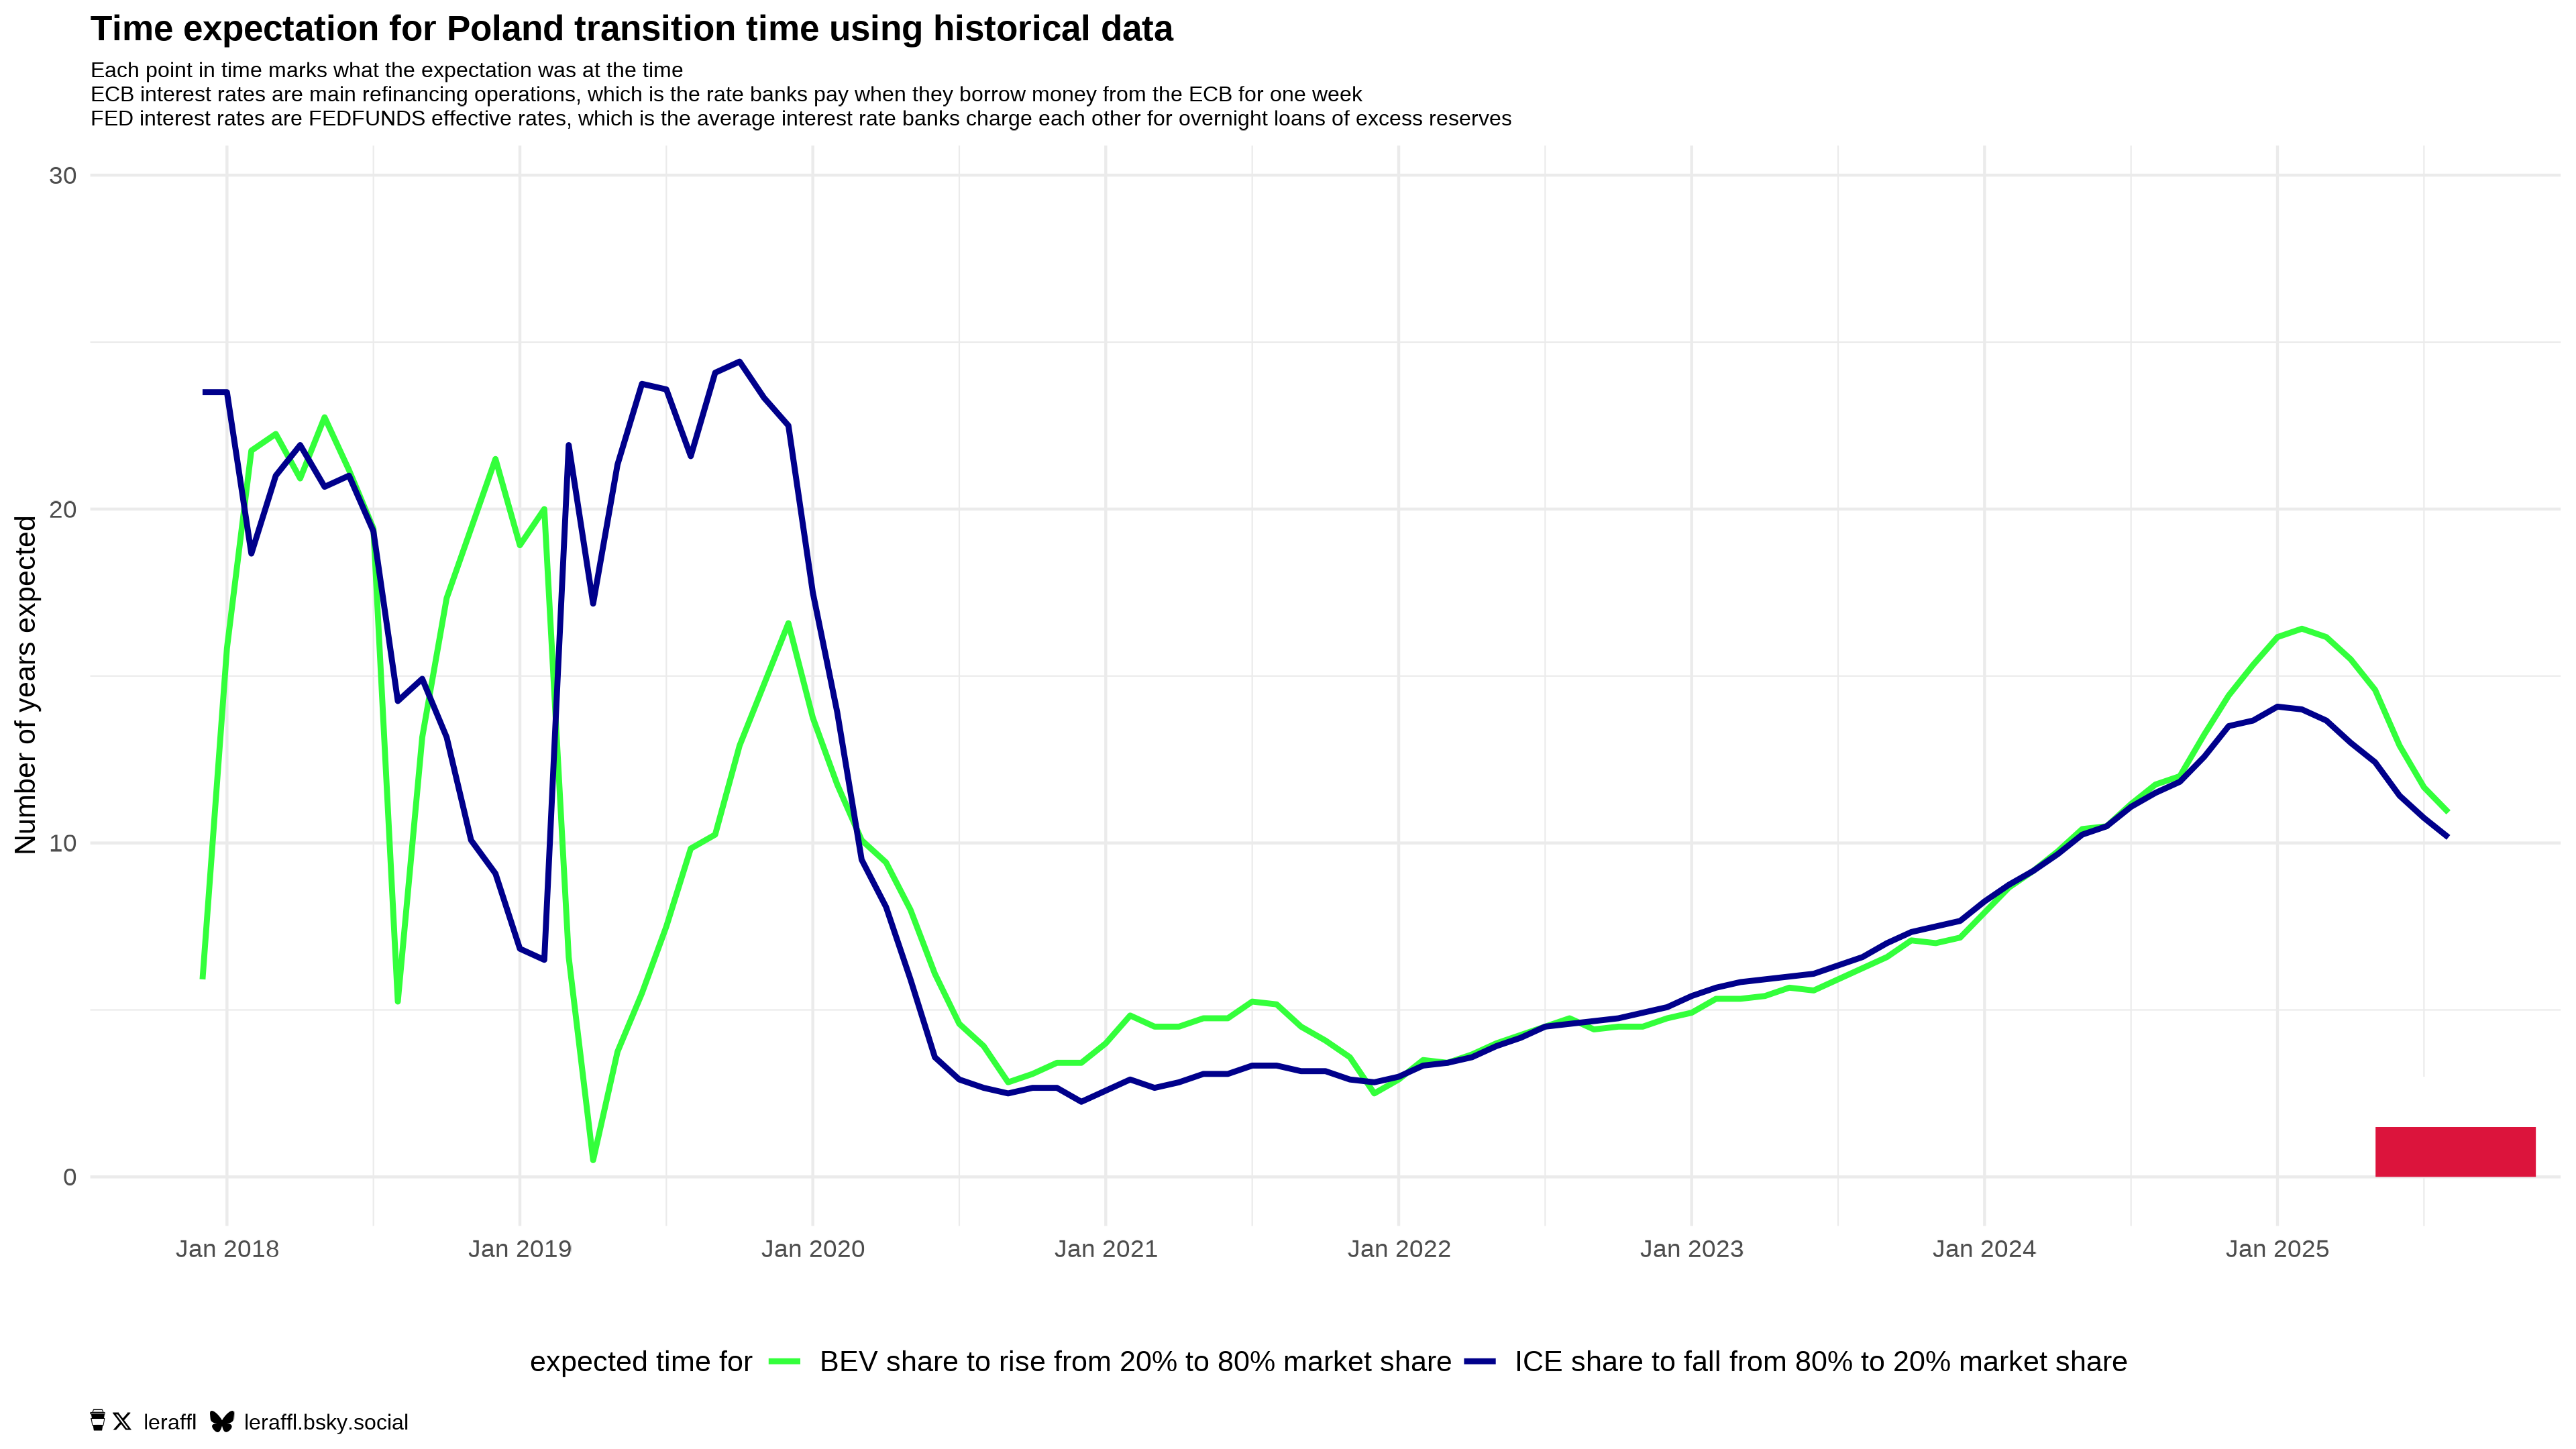 Time expectation for Poland transition time using historical data
Each point in time marks what the expectation was at the time
ECB interest rates are main refinancing operations, which is the rate banks pay when they borrow money from the ECB for one week
FED interest rates are FEDFUNDS effective rates, which is the average interest rate banks charge each other for overnight loans of excess reserves
Number of years expected
30
20
10
0
Jan 2018 Jan 2019 Jan 2020 Jan 2021 Jan 2022 Jan 2023 Jan 2024 Jan 2025
expected time for BEV share to rise from 20% to 80% market share ICE share to fall from 80% to 20% market share
leraffl leraffl.bsky.social